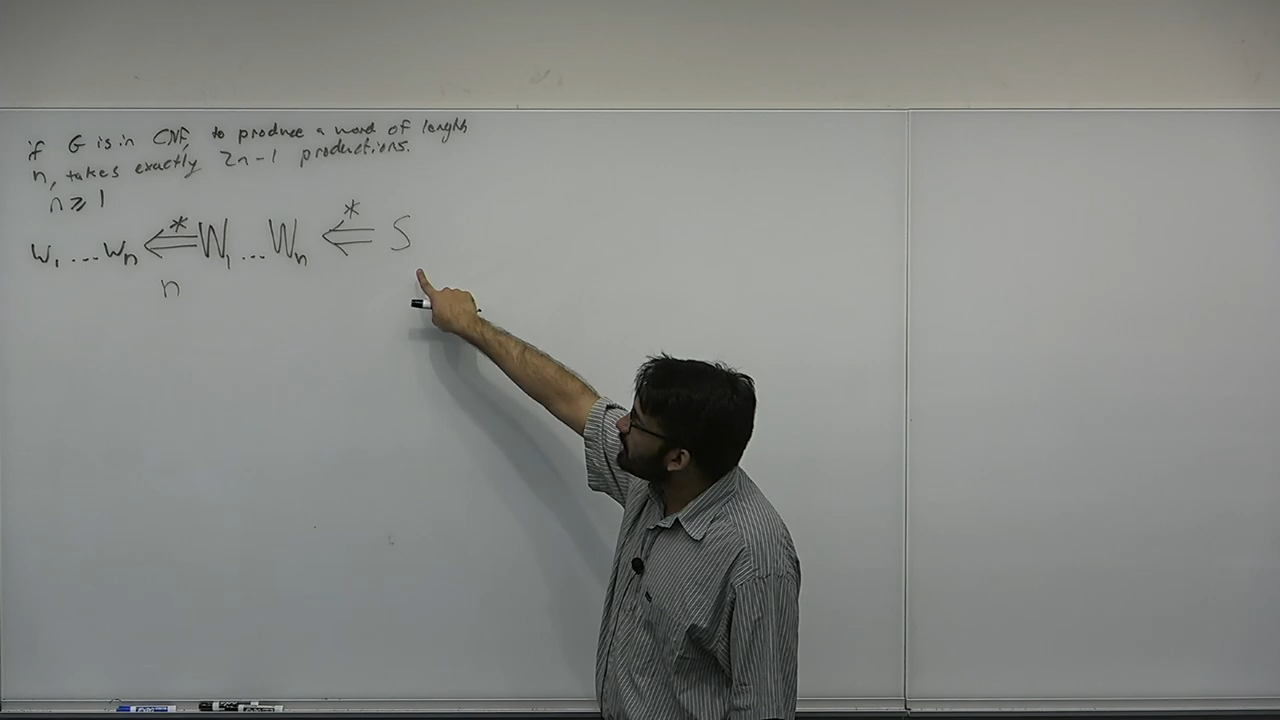 if G is in CNF, to produce a word of length
n, takes exactly 2n-1 productions.
n ≥ 1
w₁ ... wₙ ⇐* W₁ ... Wₙ ⇐* S
n